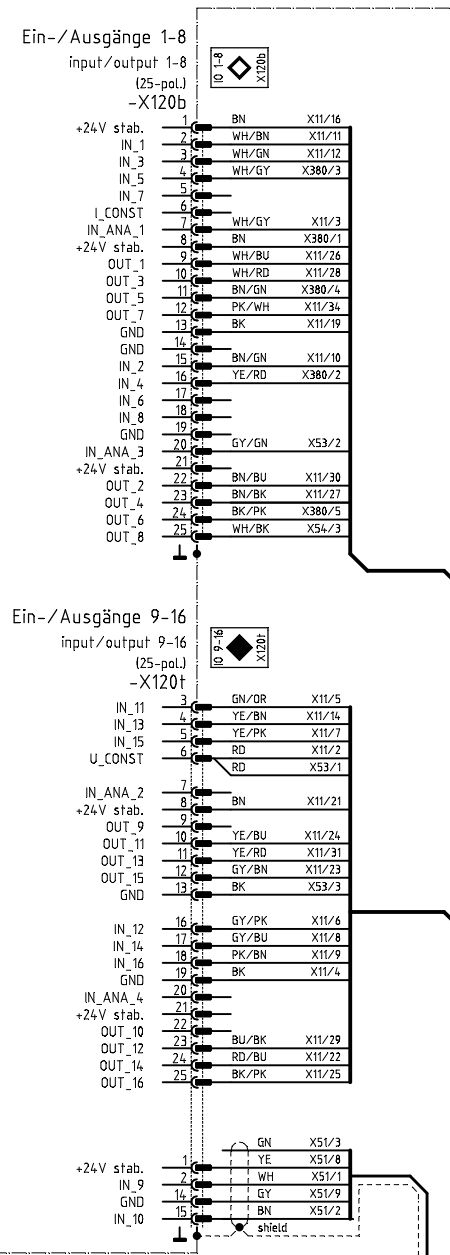 Ein-/Ausgänge 1-8
input/output 1-8
(25-pol.)
-X120b
IO 1-8
X120b
+24V stab. 1 BN X11/16
IN_1 2 WH/BN X11/11
IN_3 3 WH/GN X11/12
IN_5 4 WH/GY X380/3
IN_7 5
I_CONST 6
IN_ANA_1 7 WH/GY X11/3
+24V stab. 8 BN X380/1
OUT_1 9 WH/BU X11/26
OUT_3 10 WH/RD X11/28
OUT_5 11 BN/GN X380/4
OUT_7 12 PK/WH X11/34
GND 13 BK X11/19
GND 14
IN_2 15 BN/GN X11/10
IN_4 16 YE/RD X380/2
IN_6 17
IN_8 18
GND 19
IN_ANA_3 20 GY/GN X53/2
+24V stab. 21
OUT_2 22 BN/BU X11/30
OUT_4 23 BN/BK X11/27
OUT_6 24 BK/PK X380/5
OUT_8 25 WH/BK X54/3
Ein-/Ausgänge 9-16
input/output 9-16
(25-pol.)
-X120t
IO 9-16
X120t
IN_11 3 GN/OR X11/5
IN_13 4 YE/BN X11/14
IN_15 5 YE/PK X11/7
U_CONST 6 RD X11/2
RD X53/1
IN_ANA_2 7
+24V stab. 8 BN X11/21
OUT_9 9
OUT_11 10 YE/BU X11/24
OUT_13 11 YE/RD X11/31
OUT_15 12 GY/BN X11/23
GND 13 BK X53/3
IN_12 16 GY/PK X11/6
IN_14 17 GY/BU X11/8
IN_16 18 PK/BN X11/9
GND 19 BK X11/4
IN_ANA_4 20
+24V stab. 21
OUT_10 22
OUT_12 23 BU/BK X11/29
OUT_14 24 RD/BU X11/22
OUT_16 25 BK/PK X11/25
GN X51/3
+24V stab. 1 YE X51/8
IN_9 2 WH X51/1
GND 14 GY X51/9
IN_10 15 BN X51/2
shield